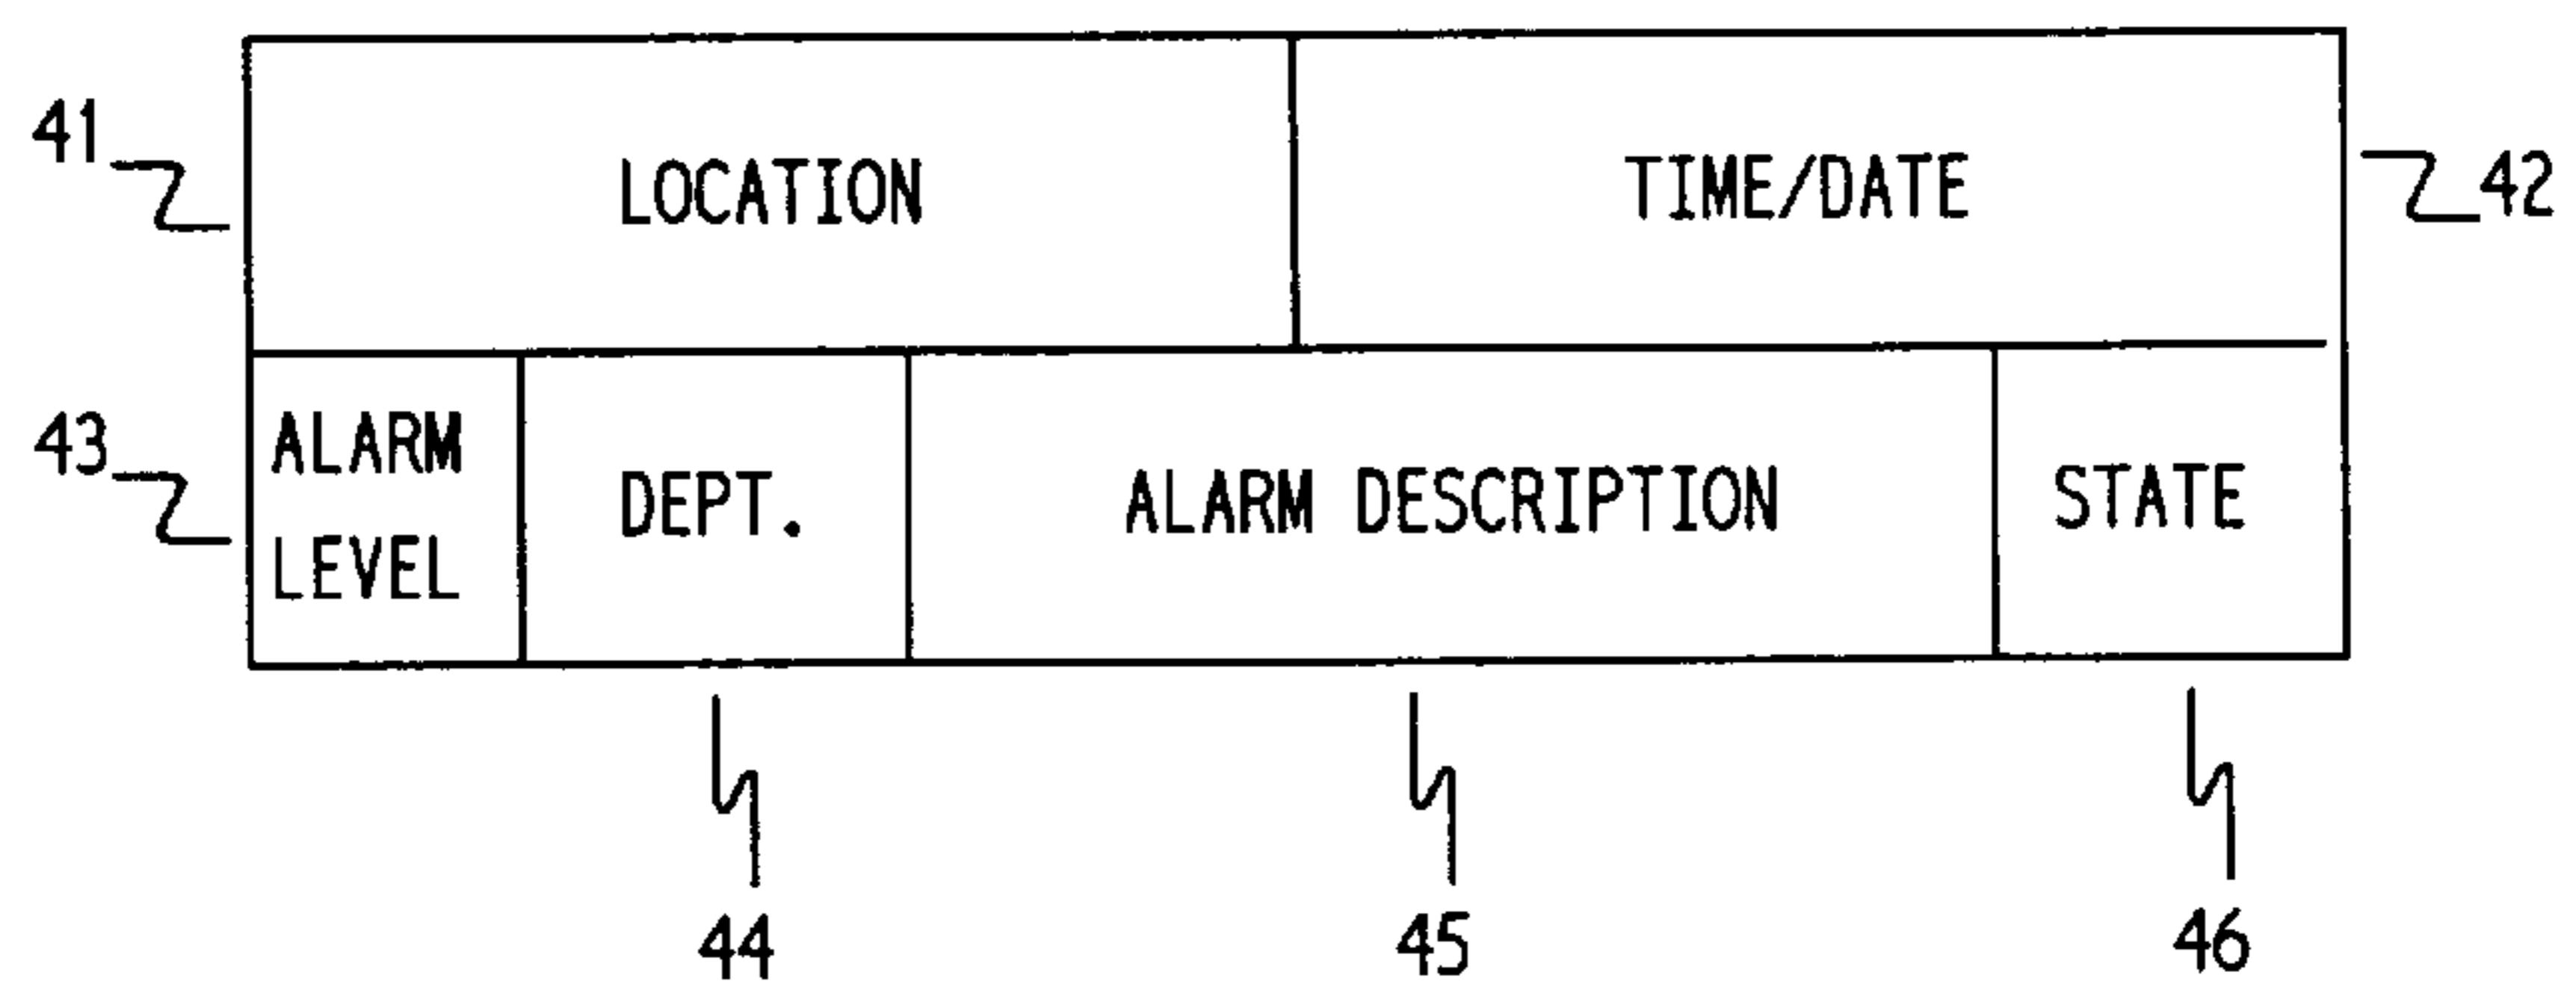 41 LOCATION TIME/DATE 42
43 ALARM LEVEL DEPT. ALARM DESCRIPTION STATE
44 45 46